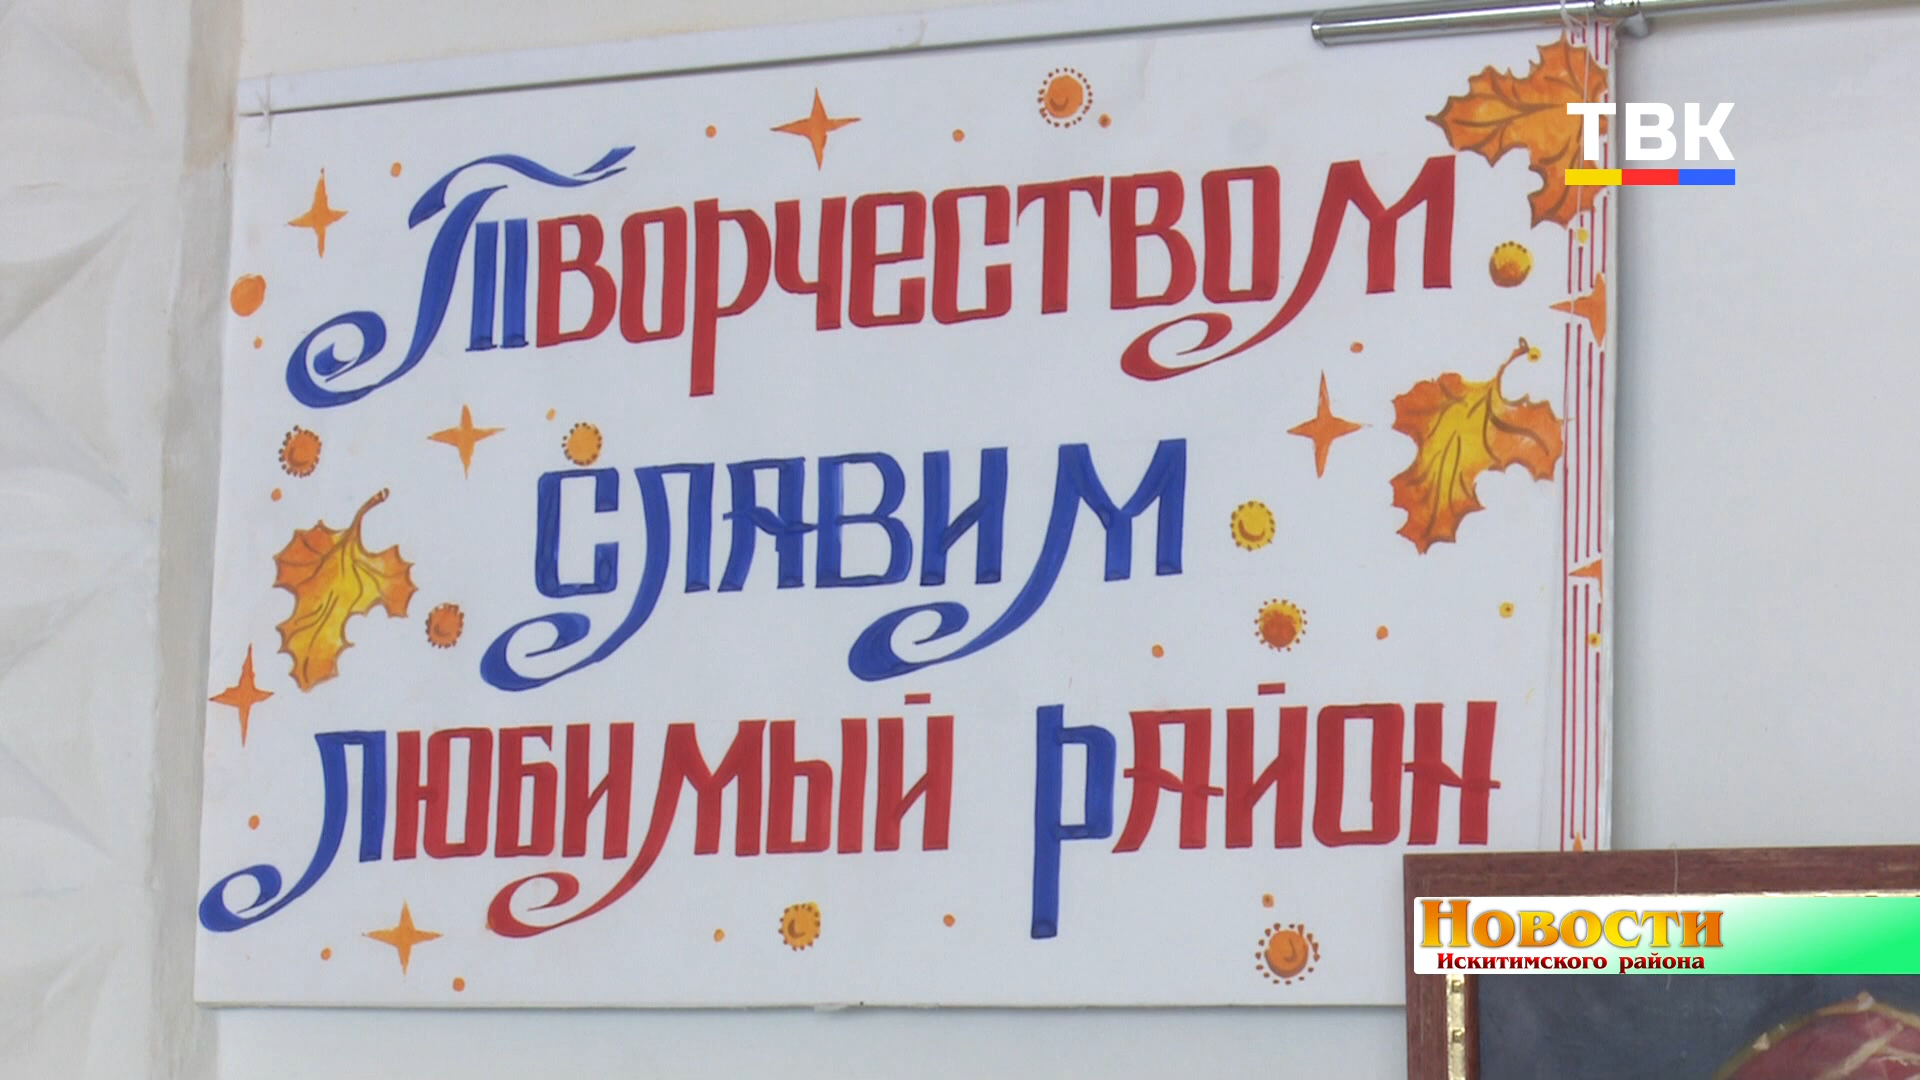 Творчеством
славим
любимый район
ТВК
Новости
Искитимского района